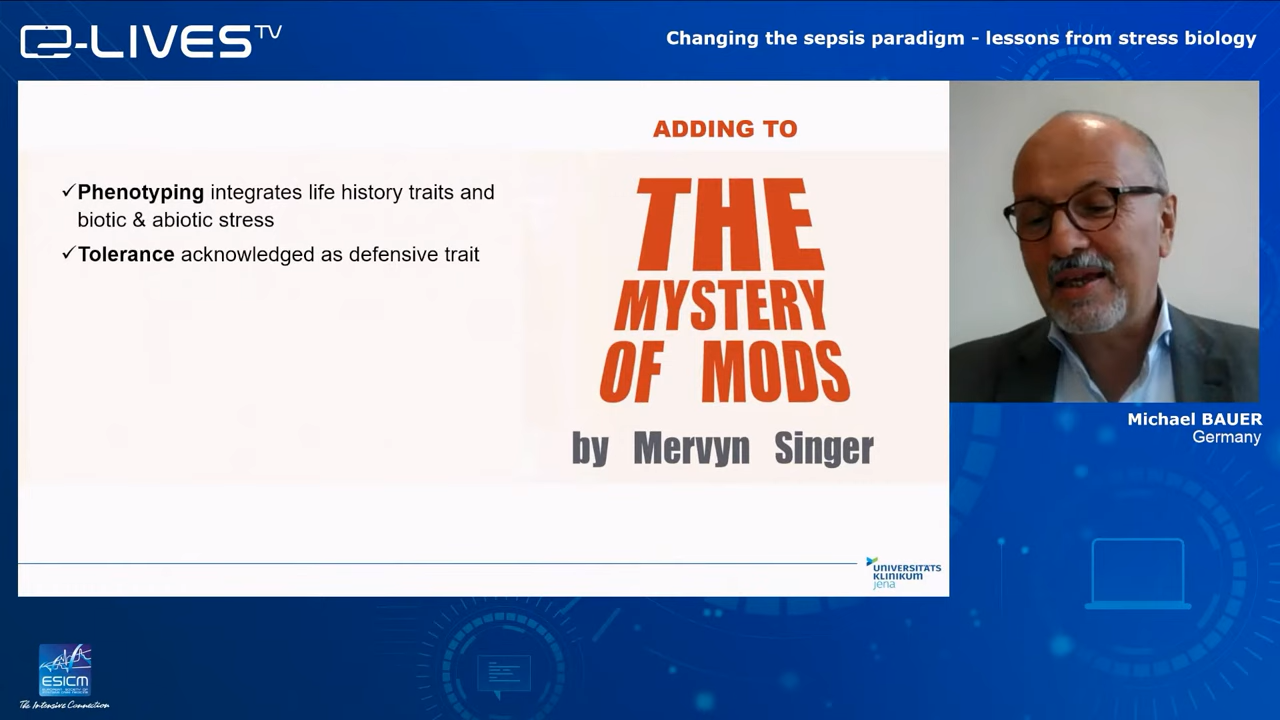 e-LIVES TV
Changing the sepsis paradigm - lessons from stress biology
✓Phenotyping integrates life history traits and
biotic & abiotic stress
✓Tolerance acknowledged as defensive trait
ADDING TO
THE
MYSTERY
OF MODS
by Mervyn Singer
UNIVERSITÄTS
KLINIKUM
jena
Michael BAUER
Germany
ESICM
The Intensive Connection